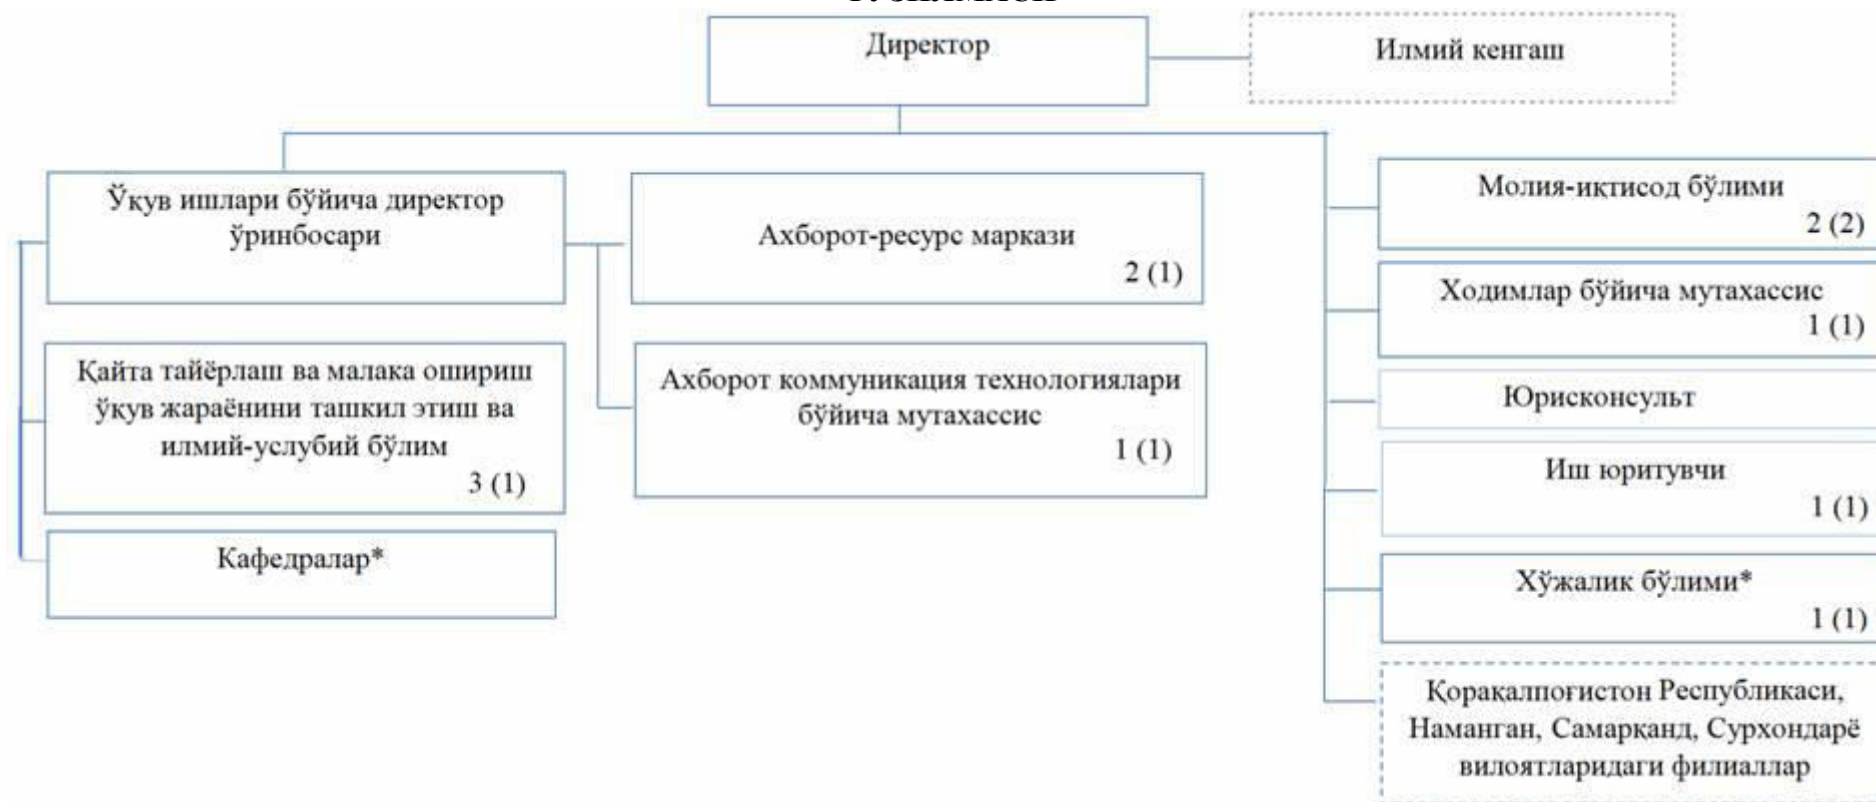 Директор
Илмий кенгаш
Ўқув ишлари бўйича директор
ўринбосари
Ахборот-ресурс маркази
2 (1)
Молия-иқтисод бўлими
2 (2)
Ходимлар бўйича мутахассис
1 (1)
Қайта тайёрлаш ва малака ошириш
ўқув жараёнини ташкил этиш ва
илмий-услубий бўлим
3 (1)
Ахборот коммуникация технологиялари
бўйича мутахассис
1 (1)
Юрисконсульт
Иш юритувчи
1 (1)
Кафедралар*
Хўжалик бўлими*
1 (1)
Қорақалпоғистон Республикаси,
Наманган, Самарқанд, Сурхондарё
вилоятларидаги филиаллар